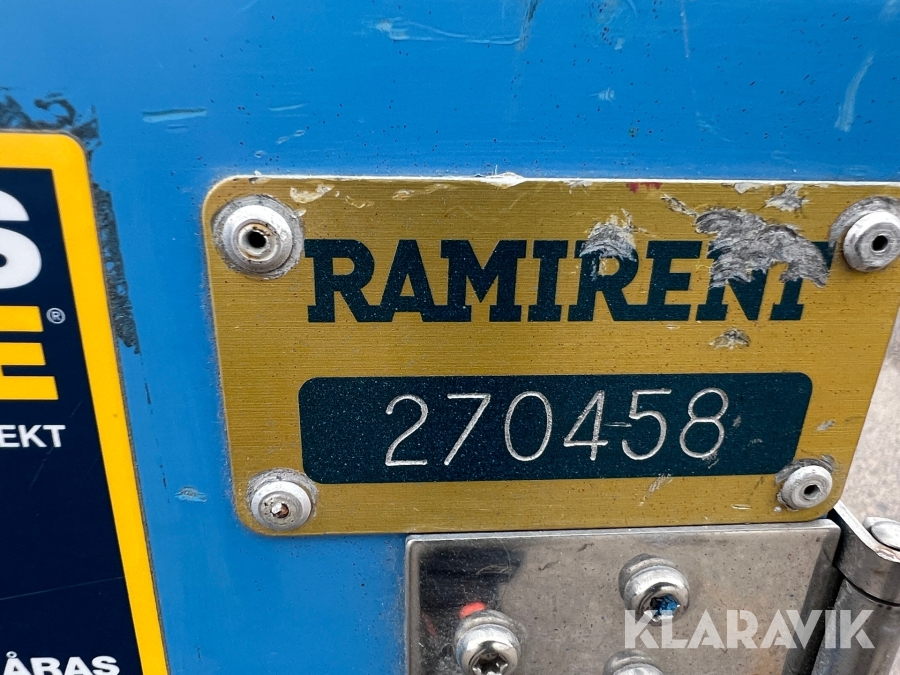 S
E®
EKT
ÅRAS
RAMIRENT
270458
KLARAVIK